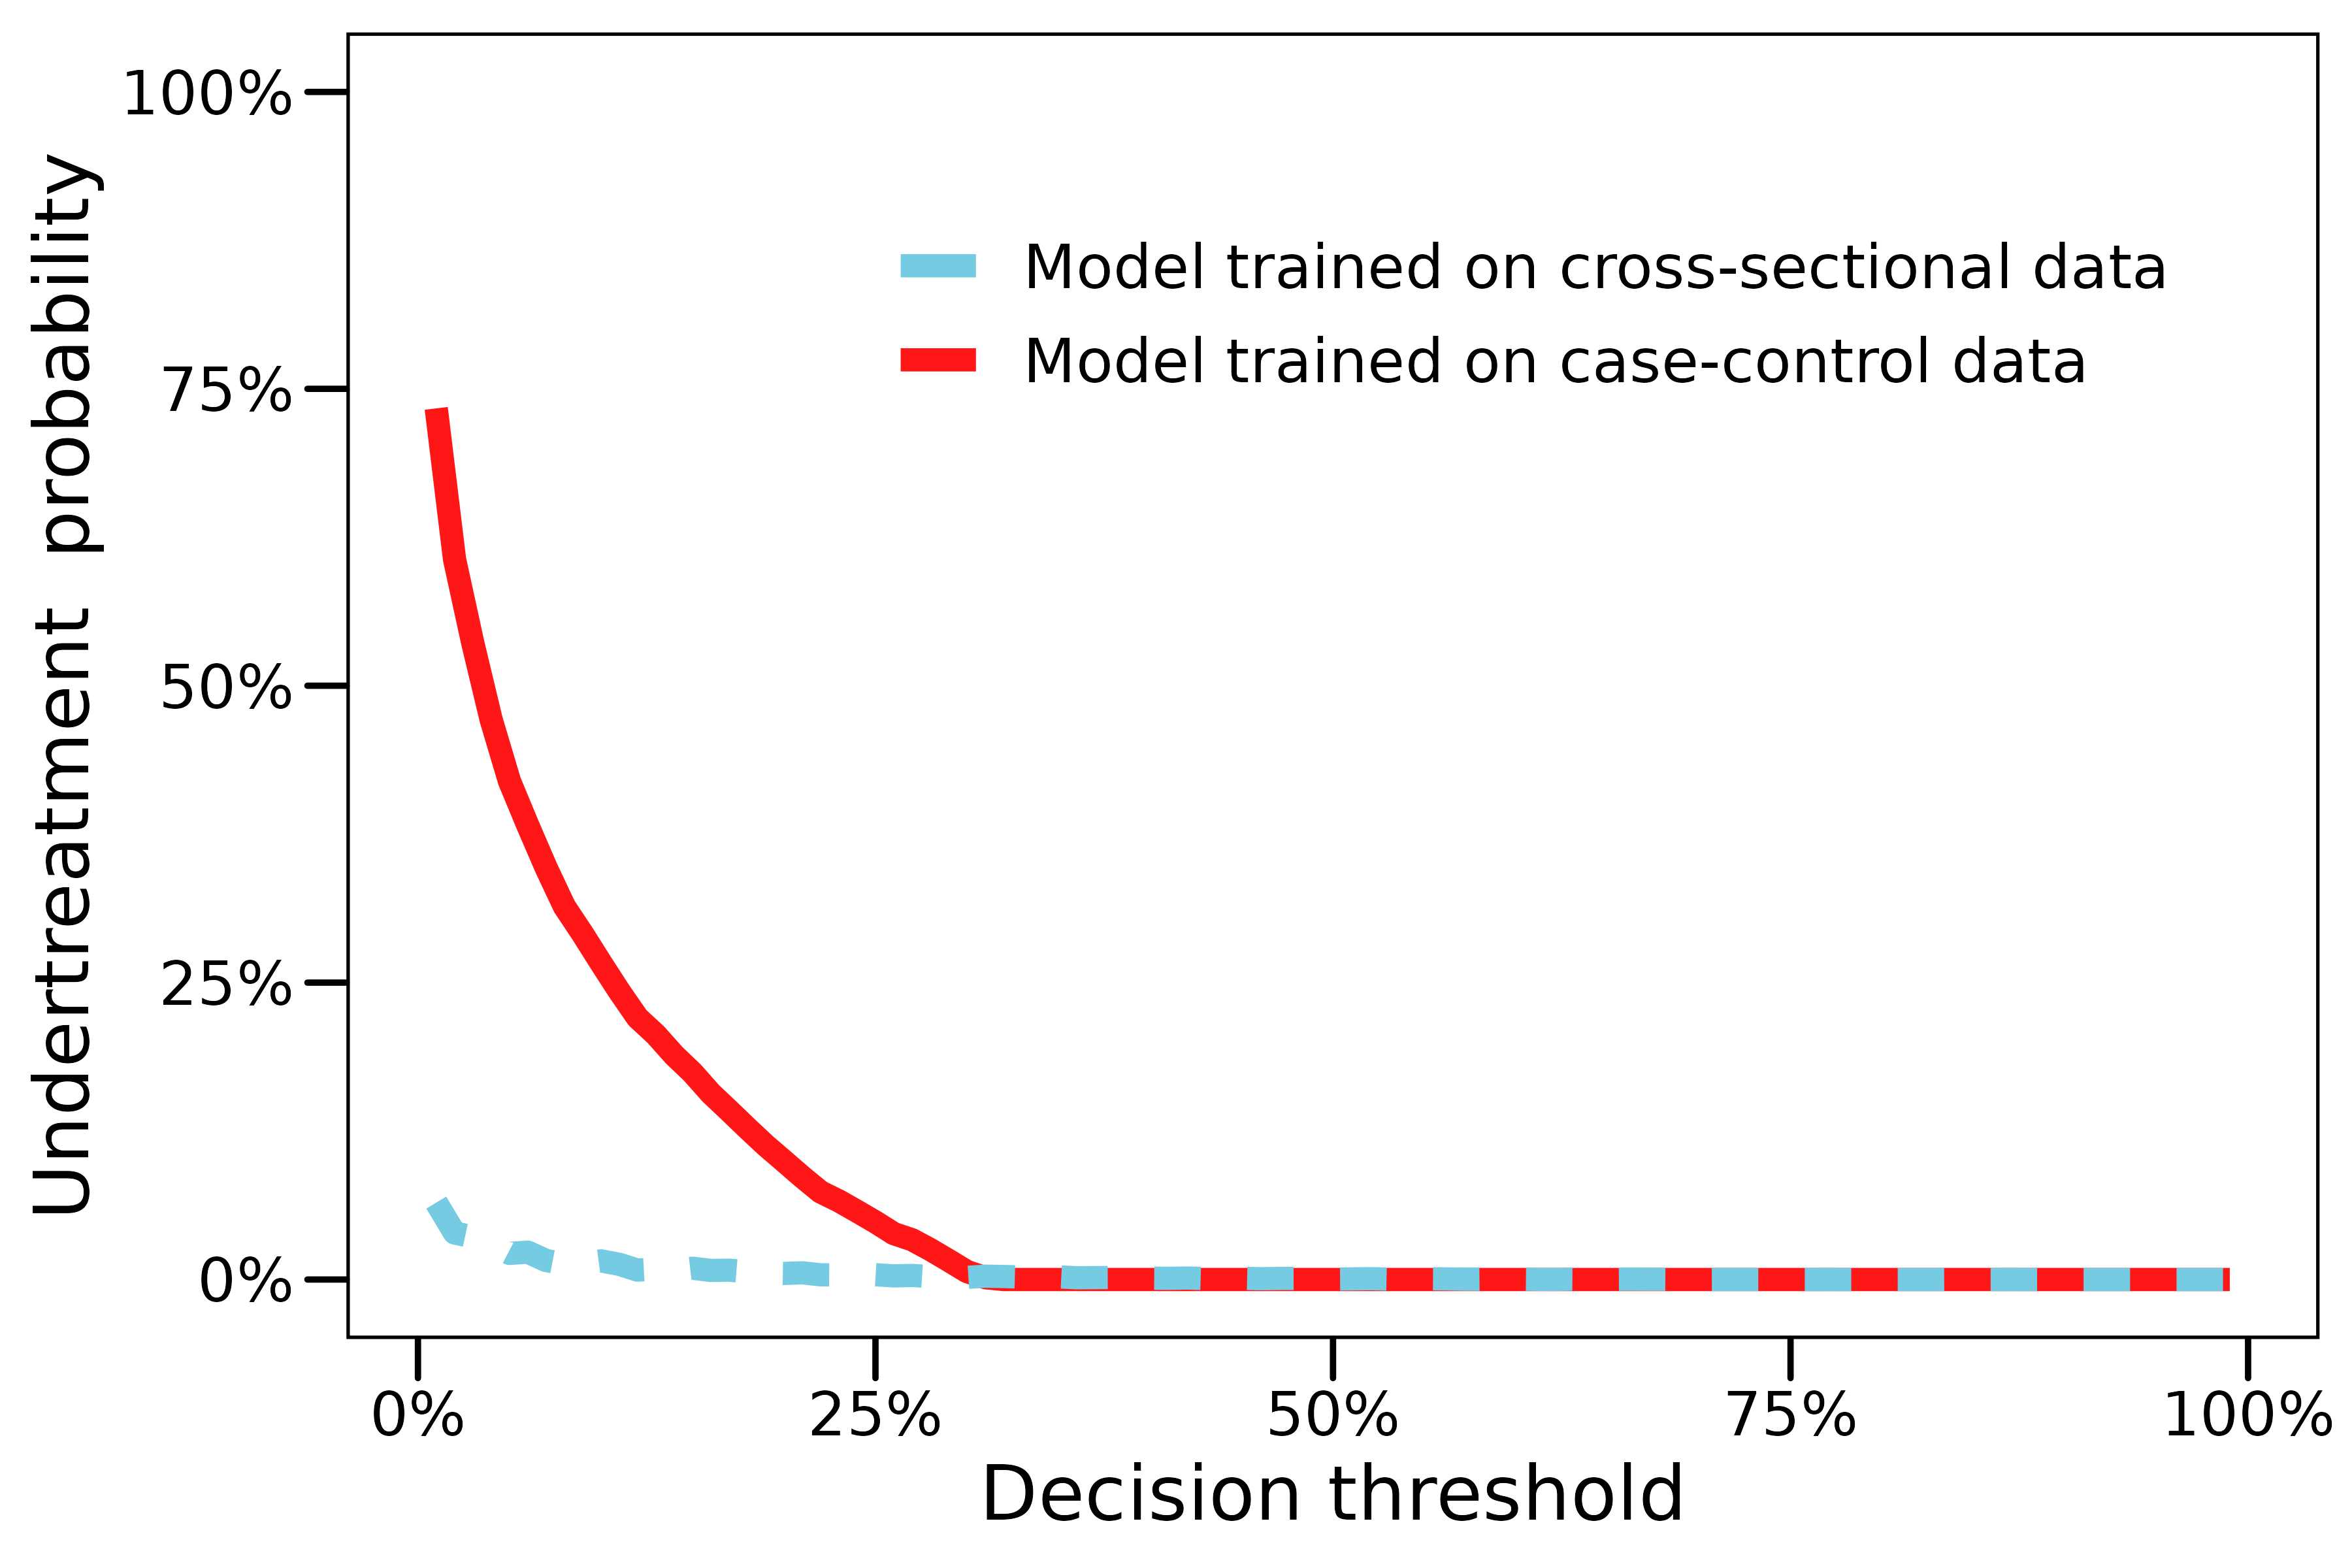 100%
75%
50%
25%
0%
Undertreatment probability
Model trained on cross-sectional data
Model trained on case-control data
0% 25% 50% 75% 100%
Decision threshold